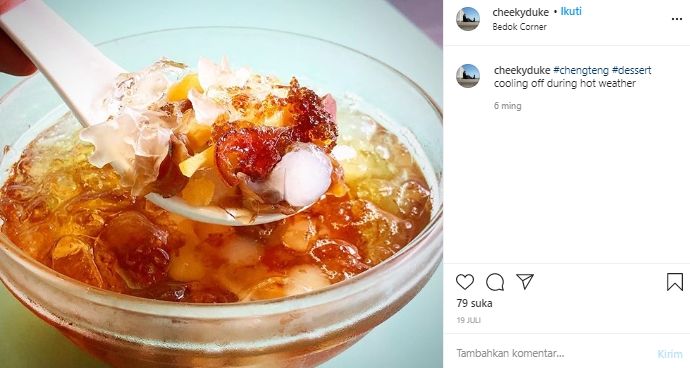 cheekyduke • Ikuti
Bedok Corner
cheekyduke #chengteng #dessert
cooling off during hot weather
6 ming
79 suka
19 JULI
Tambahkan komentar...
Kirim